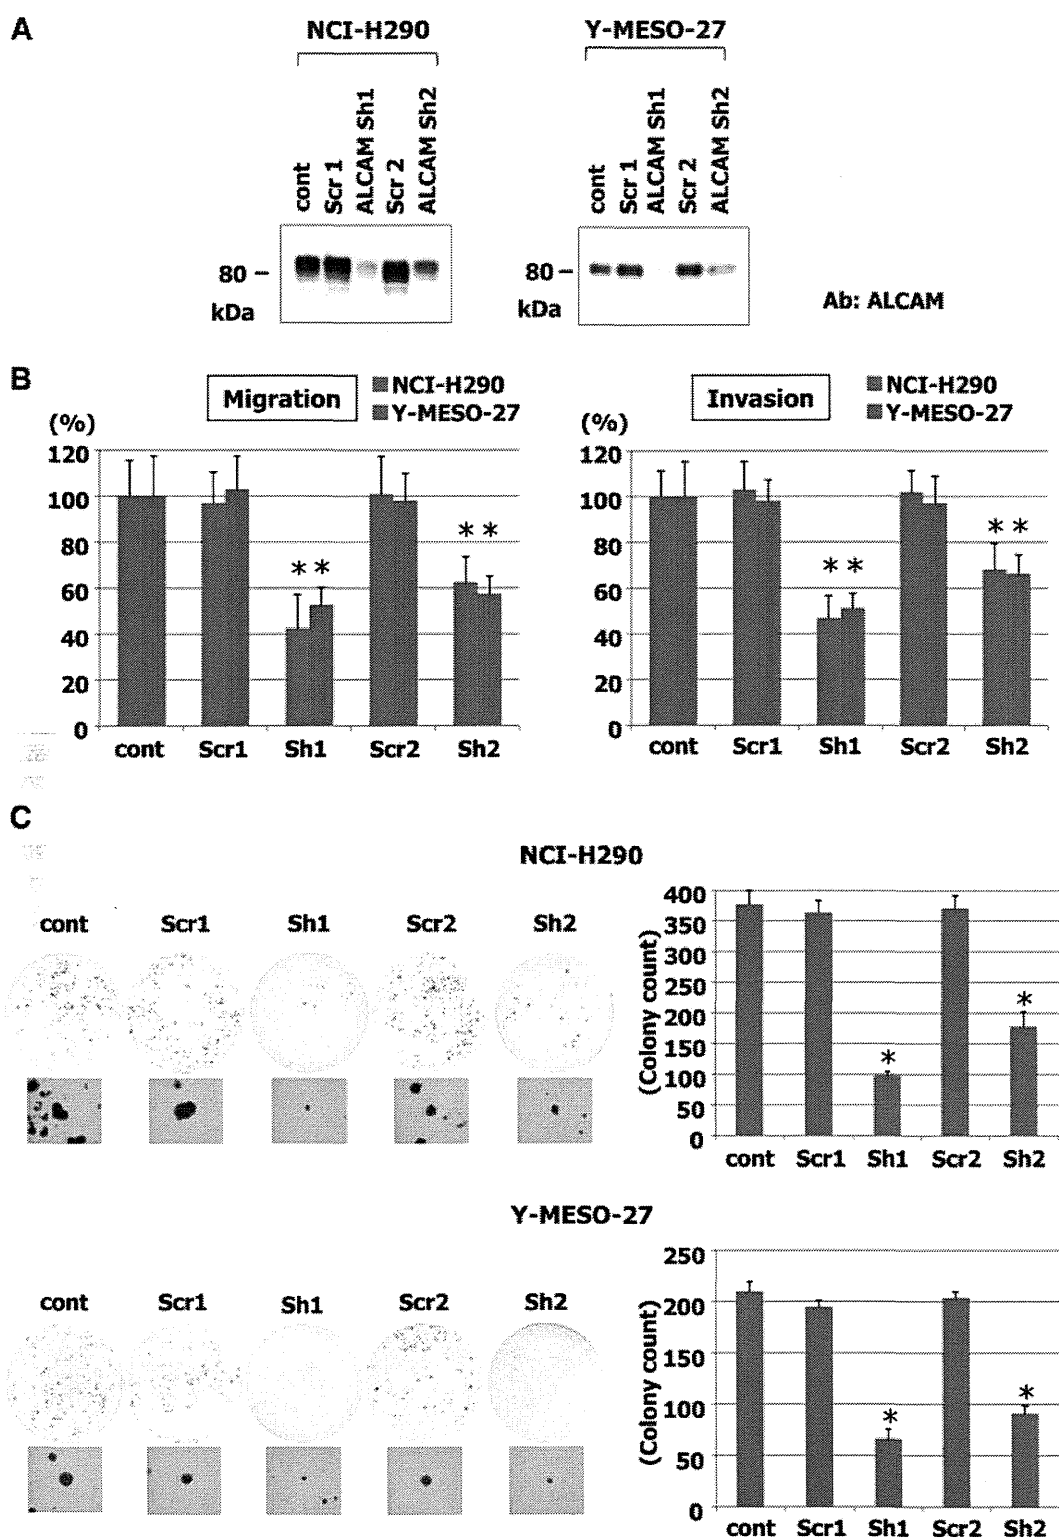 A
NCI-H290
Y-MESO-27
cont
Scr 1
ALCAM Sh1
Scr 2
ALCAM Sh2
cont
Scr 1
ALCAM Sh1
Scr 2
ALCAM Sh2
80 –
kDa
80 –
kDa
Ab: ALCAM
B
Migration
NCI-H290
Y-MESO-27
(%)
120
100
80
60
40
20
0
* *
* *
cont Scr1 Sh1 Scr2 Sh2
Invasion
NCI-H290
Y-MESO-27
(%)
120
100
80
60
40
20
0
* *
* *
cont Scr1 Sh1 Scr2 Sh2
C
NCI-H290
cont Scr1 Sh1 Scr2 Sh2
(Colony count)
400
350
300
250
200
150
100
50
0
*
*
cont Scr1 Sh1 Scr2 Sh2
Y-MESO-27
cont Scr1 Sh1 Scr2 Sh2
(Colony count)
250
200
150
100
50
0
*
*
cont Scr1 Sh1 Scr2 Sh2